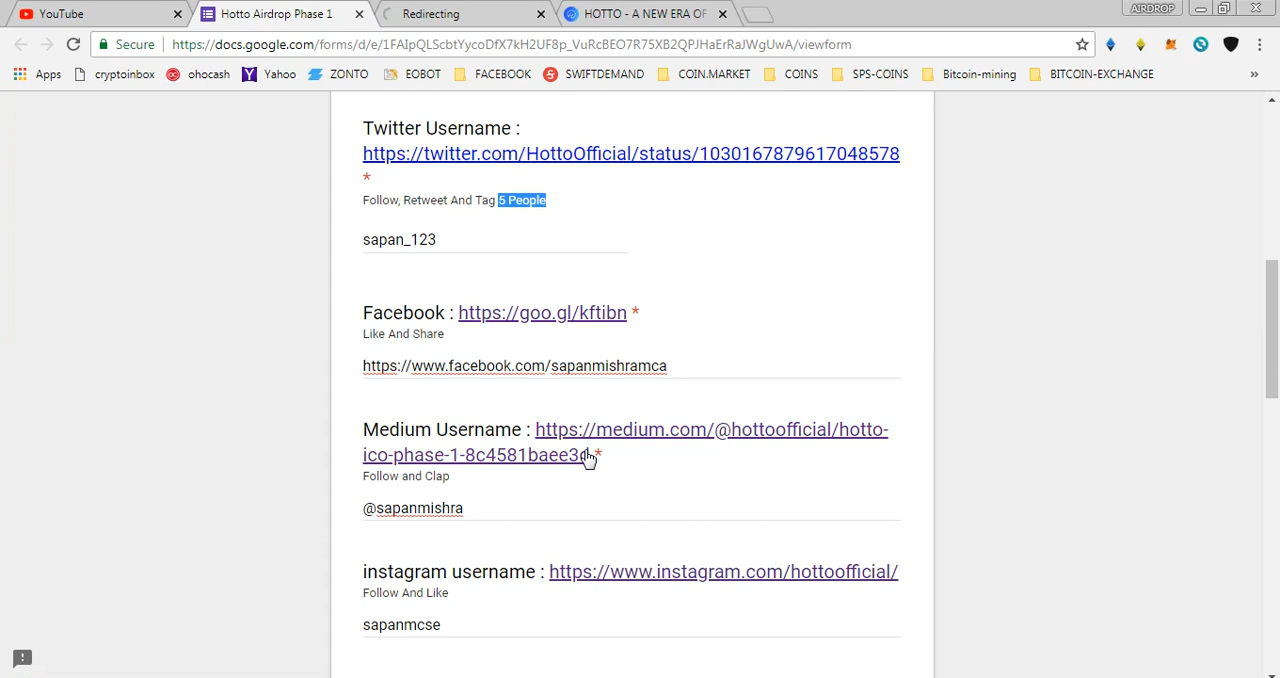 YouTube
Hotto Airdrop Phase 1
Redirecting
HOTTO - A NEW ERA OF
AIRDROP
Secure
https://docs.google.com/forms/d/e/1FAIpQLScbtYycoDfX7kH2UF8p_VuRcBEO7R75XB2QPJHaErRaJWgUwA/viewform
Apps
cryptoinbox
ohocash
Yahoo
ZONTO
EOBOT
FACEBOOK
SWIFTDEMAND
COIN.MARKET
COINS
SPS-COINS
Bitcoin-mining
BITCOIN-EXCHANGE
»
Twitter Username :
https://twitter.com/HottoOfficial/status/1030167879617048578
*
Follow, Retweet And Tag 5 People
sapan_123
Facebook : https://goo.gl/kftibn *
Like And Share
https://www.facebook.com/sapanmishramca
Medium Username : https://medium.com/@hottoofficial/hotto-
ico-phase-1-8c4581baee3d *
Follow and Clap
@sapanmishra
instagram username : https://www.instagram.com/hottoofficial/
Follow And Like
sapanmcse